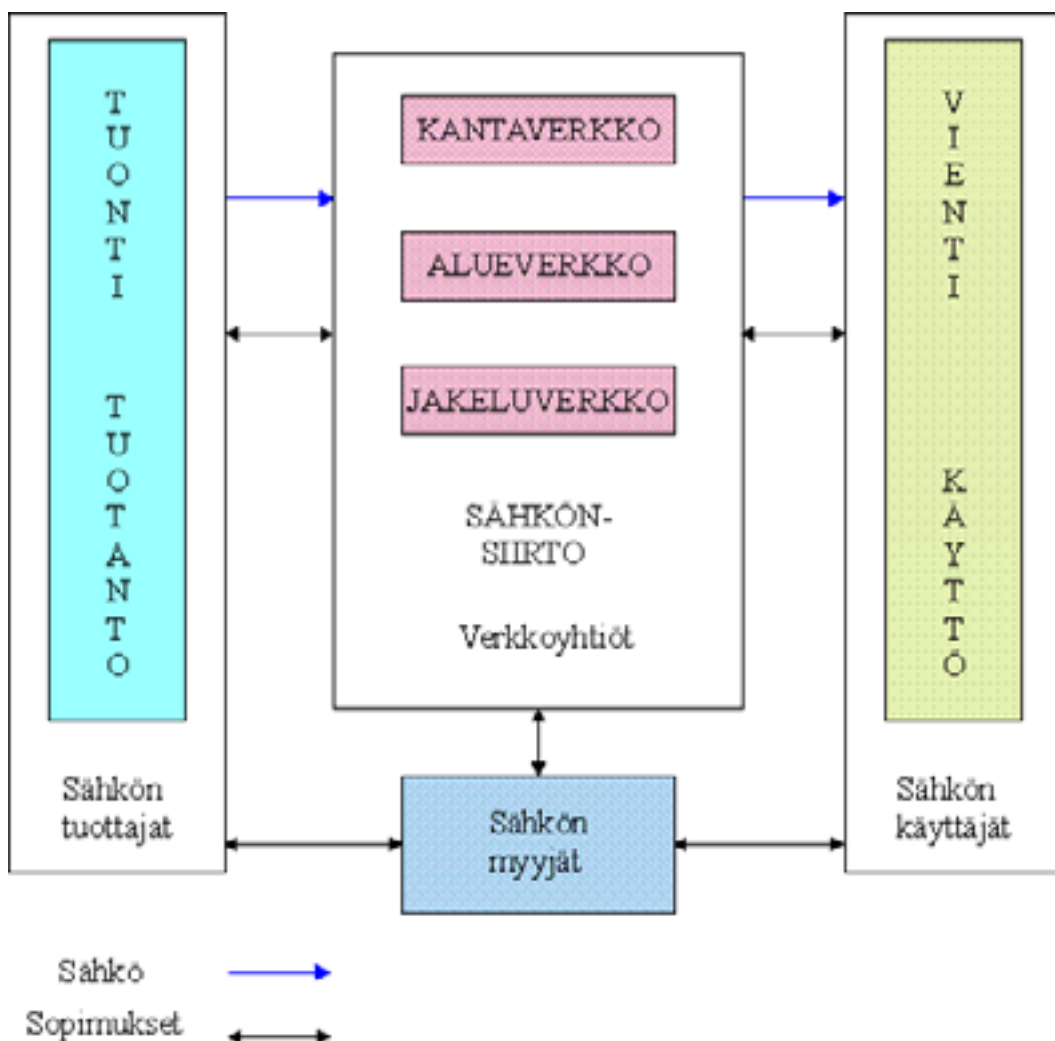 TUONTI
TUOTANTO
Sähkön
tuottajat
KANTAVERKKO
ALUEVERKKO
JAKELUVERKKO
SÄHKÖN-
SIIRTO
Verkkoyhtiöt
Sähkön
myyjät
VIENTI
KÄYTTÖ
Sähkön
käyttäjät
Sähkö
Sopimukset